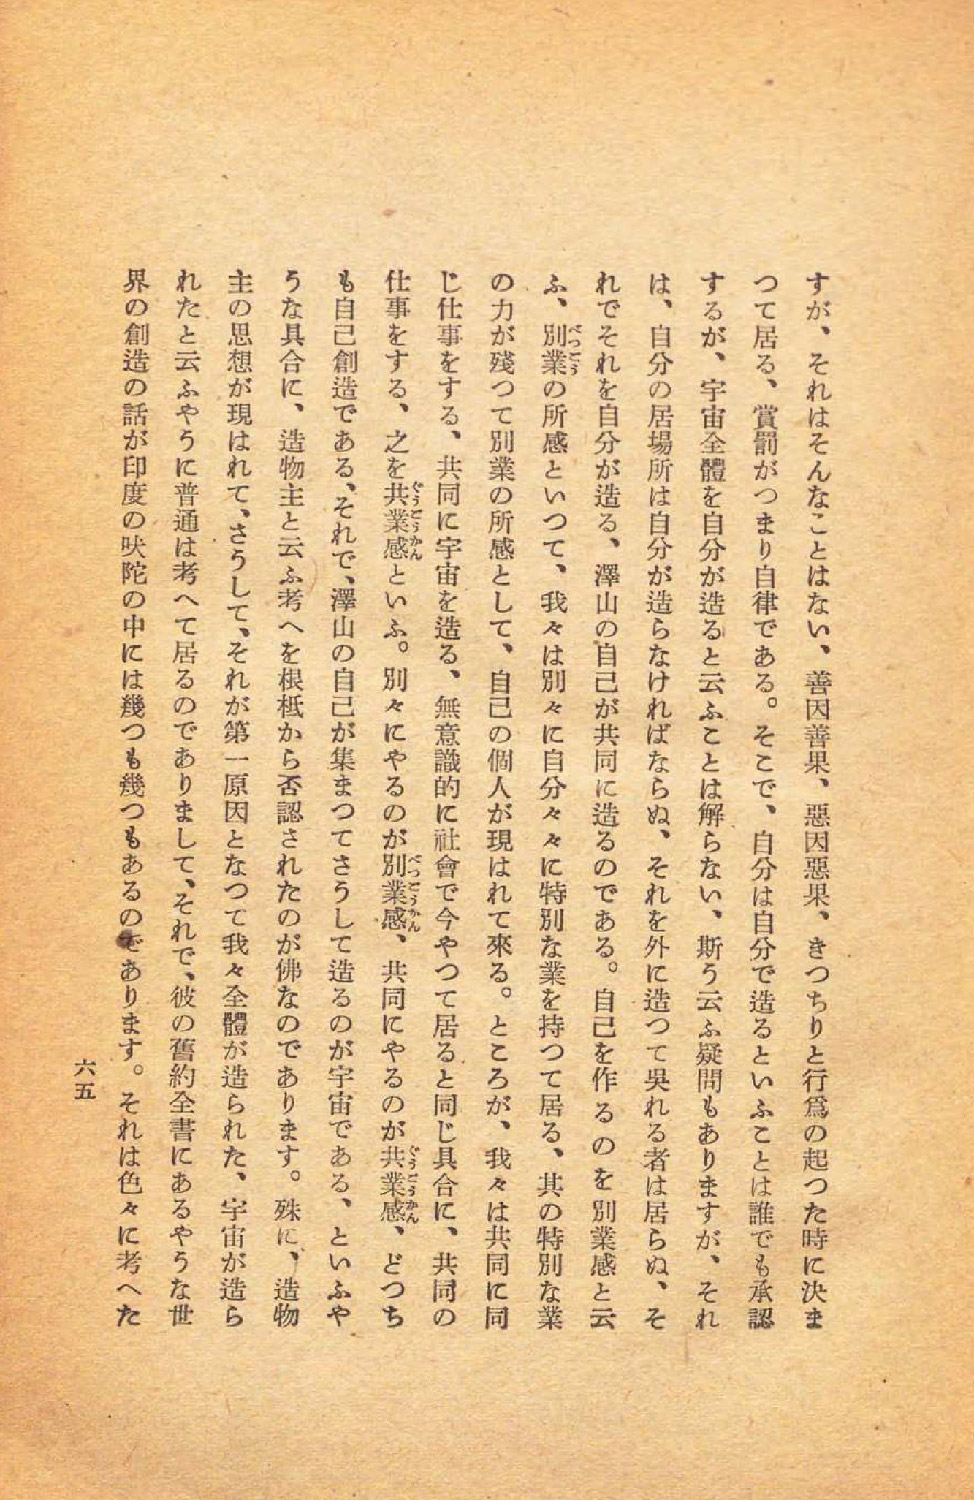 すが、それはそんなことはない、善因善果、惡因惡果、きつちりと行爲の起つた時に決ま
つて居る、賞罰がつまり自律である。そこで、自分は自分で造るといふことは誰でも承認
するが、宇宙全體を自分が造ると云ふことは解らない、斯う云ふ疑問もありますが、それ
は、自分の居場所は自分が造らなければならぬ、それを外に造つて吳れる者は居らぬ、そ
れでそれを自分が造る、澤山の自己が共同に造るのである。自己を作るのを別業感と云
ふ、別業の所感といつて、我々は別々に自分々々に特別な業を持つて居る、其の特別な業
の力が殘つて別業の所感として、自己の個人が現はれて來る。ところが、我々は共同に同
じ仕事をする、共同に宇宙を造る、無意識的に社會で今やつて居ると同じ具合に、共同の
仕事をする、之を共業感といふ。別々にやるのが別業感、共同にやるのが共業感、どつち
も自己創造である、それで、澤山の自己が集まつてさうして造るのが宇宙である、といふや
うな具合に、造物主と云ふ考へを根柢から否認されたのが佛なのであります。殊に、造物
主の思想が現はれて、さうして、それが第一原因となつて我々全體が造られた、宇宙が造ら
れたと云ふやうに普通は考へて居るのでありまして、それで、彼の舊約全書にあるやうな世
界の創造の話が印度の吠陀の中には幾つも幾つもあるのであります。それは色々に考へた
六五